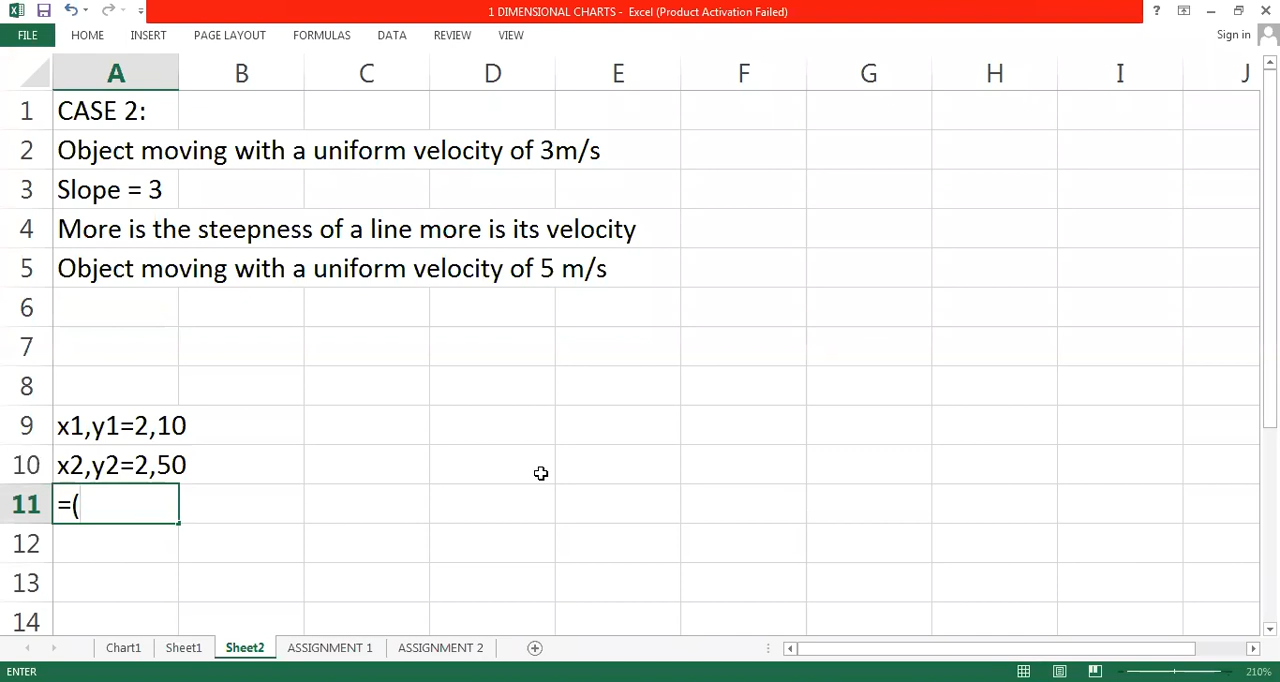 1 DIMENSIONAL CHARTS - Excel (Product Activation Failed)
?
FILE HOME INSERT PAGE LAYOUT FORMULAS DATA REVIEW VIEW Sign in
A B C D E F G H I J
1 CASE 2:
2 Object moving with a uniform velocity of 3m/s
3 Slope = 3
4 More is the steepness of a line more is its velocity
5 Object moving with a uniform velocity of 5 m/s
6
7
8
9 x1,y1=2,10
10 x2,y2=2,50
11 =(
12
13
14
Chart1 Sheet1 Sheet2 ASSIGNMENT 1 ASSIGNMENT 2
ENTER 210%